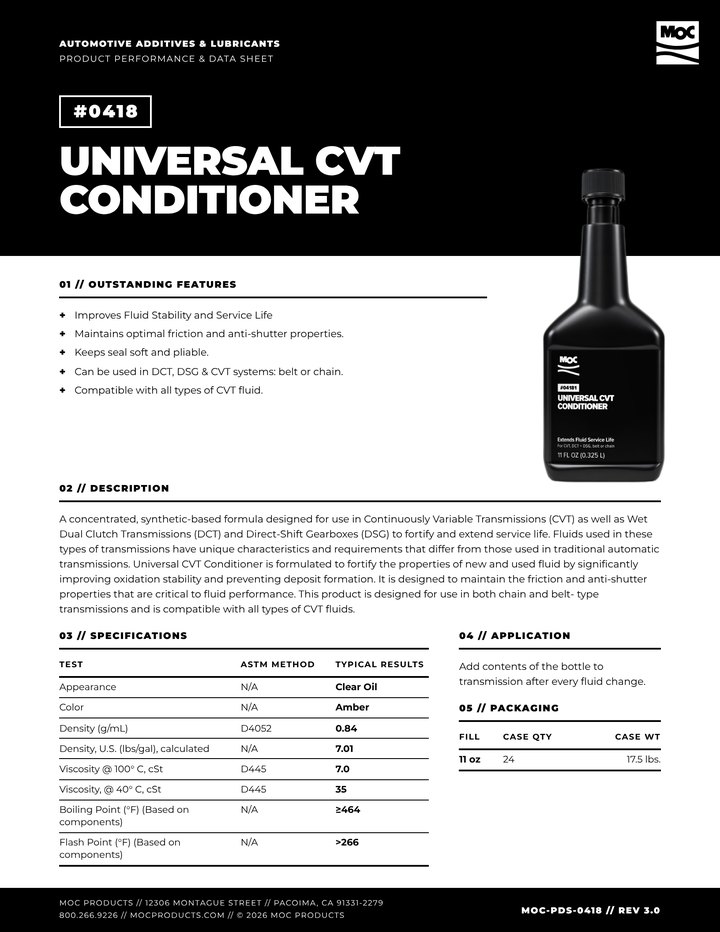 AUTOMOTIVE ADDITIVES & LUBRICANTS
PRODUCT PERFORMANCE & DATA SHEET
MOC
#0418
UNIVERSAL CVT
CONDITIONER
01 // OUTSTANDING FEATURES
+ Improves Fluid Stability and Service Life
+ Maintains optimal friction and anti-shutter properties.
+ Keeps seal soft and pliable.
+ Can be used in DCT, DSG & CVT systems: belt or chain.
+ Compatible with all types of CVT fluid.
MOC
#04181
UNIVERSAL CVT
CONDITIONER
Extends Fluid Service Life
For CVT, DCT + DSG, belt or chain
11 FL OZ (0.325 L)
02 // DESCRIPTION
A concentrated, synthetic-based formula designed for use in Continuously Variable Transmissions (CVT) as well as Wet
Dual Clutch Transmissions (DCT) and Direct-Shift Gearboxes (DSG) to fortify and extend service life. Fluids used in these
types of transmissions have unique characteristics and requirements that differ from those used in traditional automatic
transmissions. Universal CVT Conditioner is formulated to fortify the properties of new and used fluid by significantly
improving oxidation stability and preventing deposit formation. It is designed to maintain the friction and anti-shutter
properties that are critical to fluid performance. This product is designed for use in both chain and belt- type
transmissions and is compatible with all types of CVT fluids.
03 // SPECIFICATIONS
TEST ASTM METHOD TYPICAL RESULTS
Appearance N/A Clear Oil
Color N/A Amber
Density (g/mL) D4052 0.84
Density, U.S. (lbs/gal), calculated N/A 7.01
Viscosity @ 100° C, cSt D445 7.0
Viscosity, @ 40° C, cSt D445 35
Boiling Point (°F) (Based on N/A ≥464
components)
Flash Point (°F) (Based on N/A >266
components)
04 // APPLICATION
Add contents of the bottle to
transmission after every fluid change.
05 // PACKAGING
FILL CASE QTY CASE WT
11 oz 24 17.5 lbs.
MOC PRODUCTS // 12306 MONTAGUE STREET // PACOIMA, CA 91331-2279
800.266.9226 // MOCPRODUCTS.COM // © 2026 MOC PRODUCTS
MOC-PDS-0418 // REV 3.0